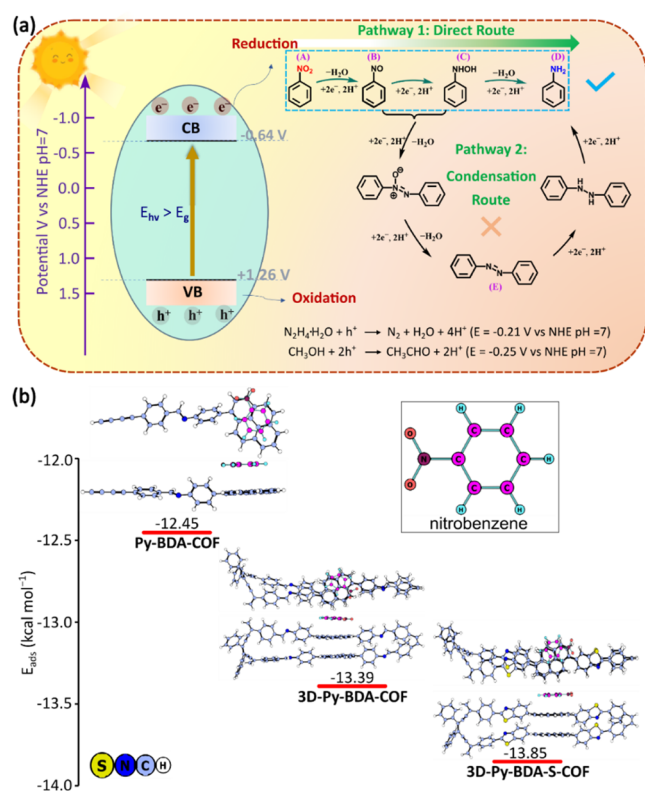 (a)
Pathway 1: Direct Route
Reduction
(A) (B) (C) (D)
NO₂ NO NHOH NH₂
−H₂O −H₂O
+2e⁻, 2H⁺ +2e⁻, 2H⁺ +2e⁻, 2H⁺
e⁻ e⁻ e⁻
CB
-0.64 V
Potential V vs NHE pH=7
-1.0
-0.5
0.0
0.5
1.0
1.5
E hν > E g
+1.26 V
VB
h⁺ h⁺ h⁺
Oxidation
+2e⁻, 2H⁺ −H₂O
+2e⁻, 2H⁺
Pathway 2:
Condensation
Route
O⊖
N N
⊕
H
N N
H
+2e⁻, 2H⁺ −H₂O
+2e⁻, 2H⁺
N N
(E)
N₂H₄·H₂O + h⁺ → N₂ + H₂O + 4H⁺ (E = -0.21 V vs NHE pH =7)
CH₃OH + 2h⁺ → CH₃CHO + 2H⁺ (E = -0.25 V vs NHE pH =7)
(b)
E ads (kcal mol⁻¹)
-12.0
-12.5
-13.0
-13.5
-14.0
-12.45
Py-BDA-COF
H H
O C C
N C C H
O C C
H H
nitrobenzene
-13.39
3D-Py-BDA-COF
-13.85
3D-Py-BDA-S-COF
S N C H